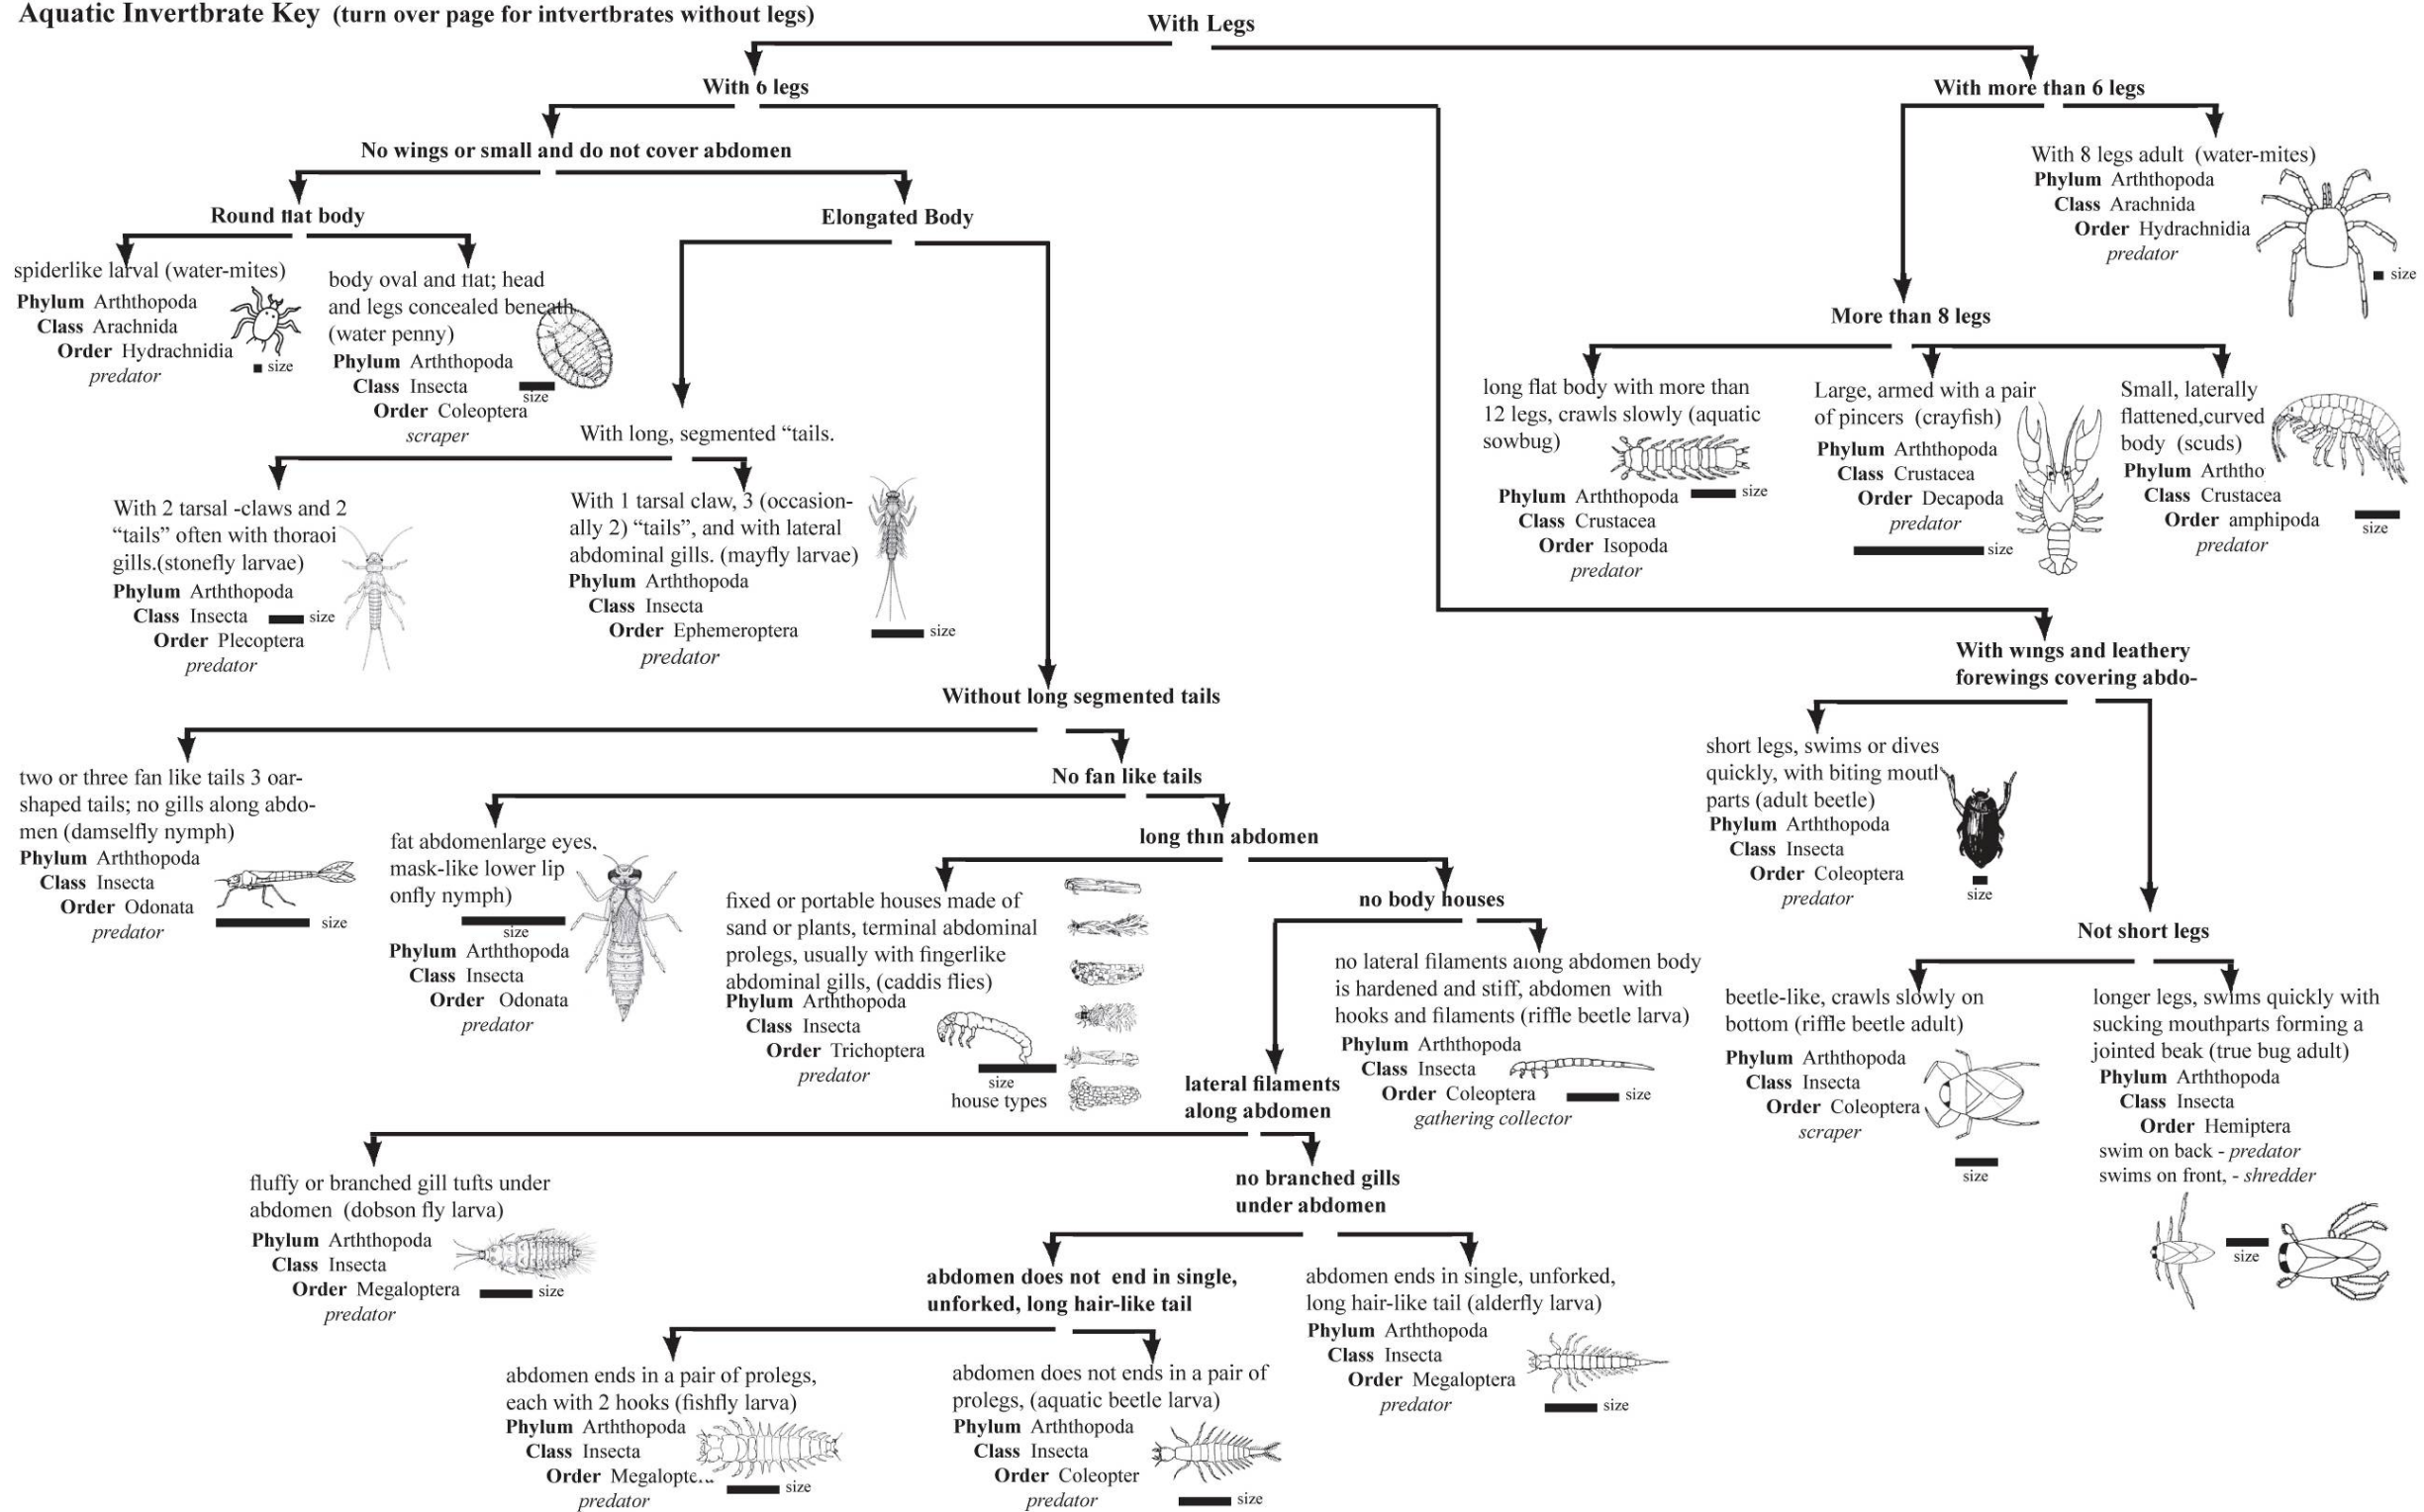 Aquatic Invertbrate Key (turn over page for intvertbrates without legs)
With Legs
With 6 legs
With more than 6 legs
No wings or small and do not cover abdomen
With 8 legs adult (water-mites)
Phylum Arththopoda
Class Arachnida
Order Hydrachnidia
predator
size
Round flat body
Elongated Body
spiderlike larval (water-mites)
Phylum Arththopoda
Class Arachnida
Order Hydrachnidia
predator
size
body oval and flat; head
and legs concealed beneath
(water penny)
Phylum Arththopoda
Class Insecta
Order Coleoptera
scraper
size
More than 8 legs
long flat body with more than
12 legs, crawls slowly (aquatic
sowbug)
Phylum Arththopoda
Class Crustacea
Order Isopoda
predator
size
Large, armed with a pair
of pincers (crayfish)
Phylum Arththopoda
Class Crustacea
Order Decapoda
predator
size
Small, laterally
flattened,curved
body (scuds)
Phylum Arththo
Class Crustacea
Order amphipoda
predator
size
With long, segmented “tails.
With 2 tarsal -claws and 2
“tails” often with thoraoi
gills.(stonefly larvae)
Phylum Arththopoda
Class Insecta
Order Plecoptera
predator
size
With 1 tarsal claw, 3 (occasion-
ally 2) “tails”, and with lateral
abdominal gills. (mayfly larvae)
Phylum Arththopoda
Class Insecta
Order Ephemeroptera
predator
size
With wings and leathery
forewings covering abdo-
Without long segmented tails
two or three fan like tails 3 oar-
shaped tails; no gills along abdo-
men (damselfly nymph)
Phylum Arththopoda
Class Insecta
Order Odonata
predator
size
No fan like tails
fat abdomenlarge eyes,
mask-like lower lip
onfly nymph)
size
Phylum Arththopoda
Class Insecta
Order Odonata
predator
long thin abdomen
fixed or portable houses made of
sand or plants, terminal abdominal
prolegs, usually with fingerlike
abdominal gills, (caddis flies)
Phylum Arththopoda
Class Insecta
Order Trichoptera
predator
size
house types
no body houses
no lateral filaments along abdomen body
is hardened and stiff, abdomen with
hooks and filaments (riffle beetle larva)
Phylum Arththopoda
Class Insecta
Order Coleoptera
gathering collector
size
short legs, swims or dives
quickly, with biting moutl
parts (adult beetle)
Phylum Arththopoda
Class Insecta
Order Coleoptera
predator
size
Not short legs
beetle-like, crawls slowly on
bottom (riffle beetle adult)
Phylum Arththopoda
Class Insecta
Order Coleoptera
scraper
size
longer legs, swims quickly with
sucking mouthparts forming a
jointed beak (true bug adult)
Phylum Arththopoda
Class Insecta
Order Hemiptera
swim on back - predator
swims on front, - shredder
size
lateral filaments
along abdomen
fluffy or branched gill tufts under
abdomen (dobson fly larva)
Phylum Arththopoda
Class Insecta
Order Megaloptera
predator
size
no branched gills
under abdomen
abdomen does not end in single,
unforked, long hair-like tail
abdomen ends in single, unforked,
long hair-like tail (alderfly larva)
Phylum Arththopoda
Class Insecta
Order Megaloptera
predator
size
abdomen ends in a pair of prolegs,
each with 2 hooks (fishfly larva)
Phylum Arththopoda
Class Insecta
Order Megaloptera
predator
size
abdomen does not ends in a pair of
prolegs, (aquatic beetle larva)
Phylum Arththopoda
Class Insecta
Order Coleopter
predator
size